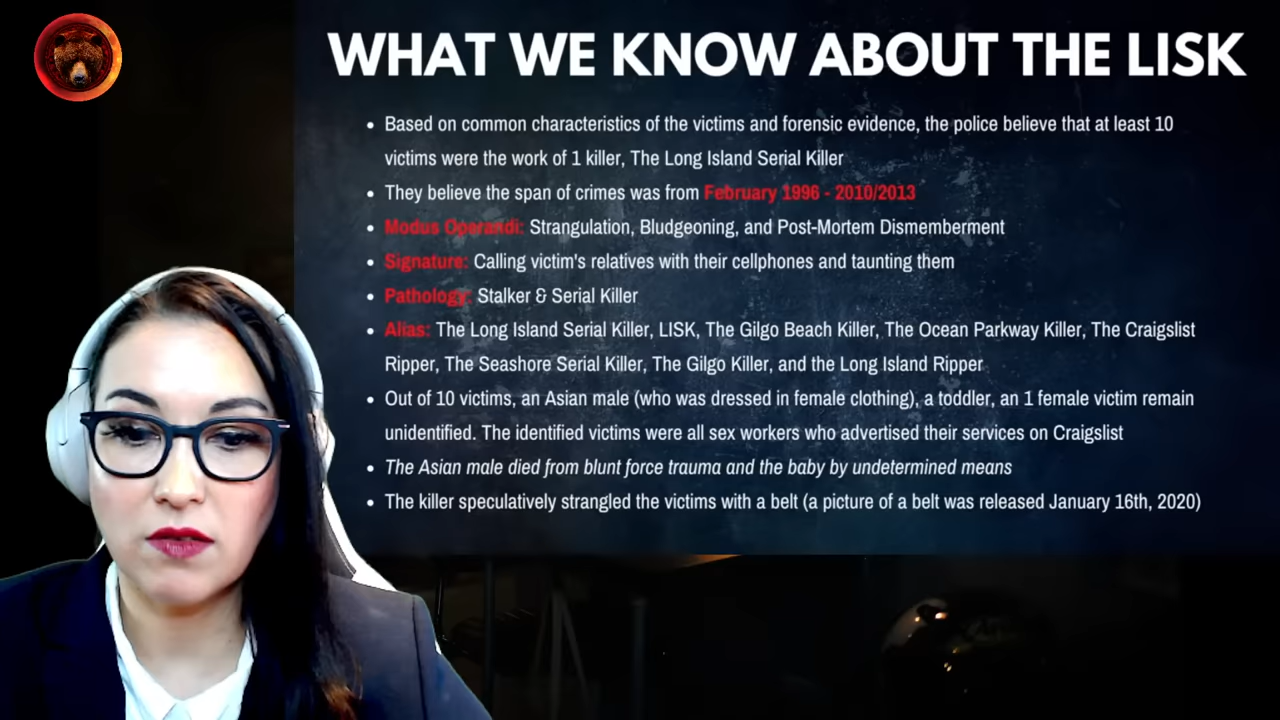 WHAT WE KNOW ABOUT THE LISK
• Based on common characteristics of the victims and forensic evidence, the police believe that at least 10
victims were the work of 1 killer, The Long Island Serial Killer
• They believe the span of crimes was from February 1996 - 2010/2013
• Modus Operandi: Strangulation, Bludgeoning, and Post-Mortem Dismemberment
• Signature: Calling victim's relatives with their cellphones and taunting them
• Pathology: Stalker & Serial Killer
• Alias: The Long Island Serial Killer, LISK, The Gilgo Beach Killer, The Ocean Parkway Killer, The Craigslist
Ripper, The Seashore Serial Killer, The Gilgo Killer, and the Long Island Ripper
• Out of 10 victims, an Asian male (who was dressed in female clothing), a toddler, an 1 female victim remain
unidentified. The identified victims were all sex workers who advertised their services on Craigslist
• The Asian male died from blunt force trauma and the baby by undetermined means
• The killer speculatively strangled the victims with a belt (a picture of a belt was released January 16th, 2020)